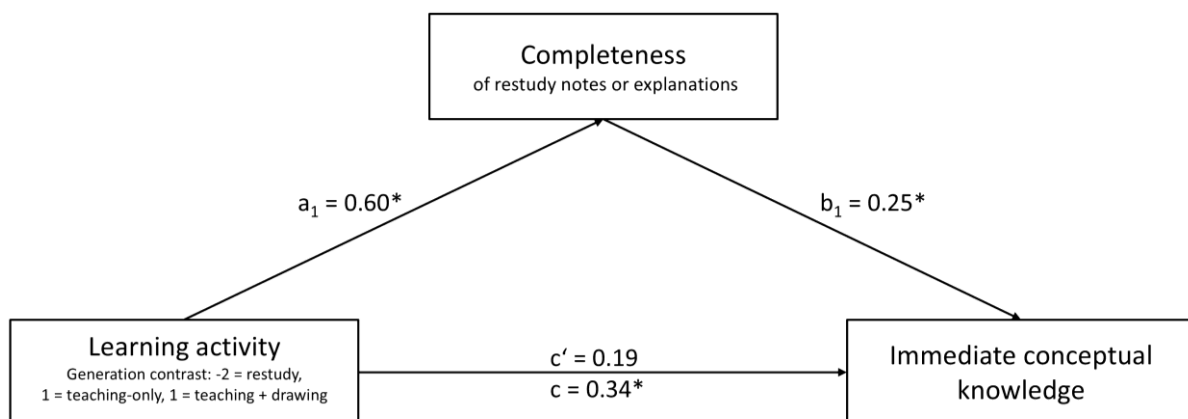 Completeness
of restudy notes or explanations
a₁ = 0.60*
b₁ = 0.25*
Learning activity
Generation contrast: -2 = restudy,
1 = teaching-only, 1 = teaching + drawing
c‘ = 0.19
c = 0.34*
Immediate conceptual
knowledge